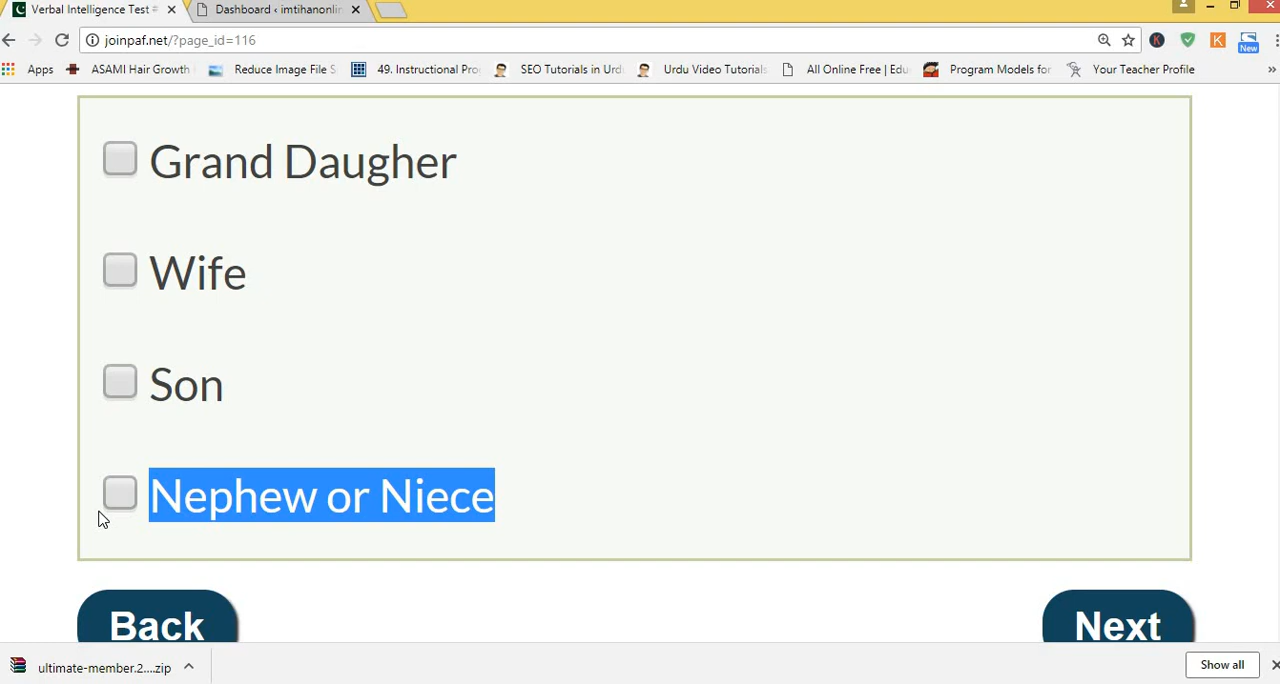 Verbal Intelligence Test
Dashboard ‹ imtihanonlin
joinpaf.net/?page_id=116
New
Apps
ASAMI Hair Growth
Reduce Image File S
49. Instructional Pro
SEO Tutorials in Urd
Urdu Video Tutorials
All Online Free | Edu
Program Models for
Your Teacher Profile
»
Grand Daugher
Wife
Son
Nephew or Niece
Back
Next
ultimate-member.2....zip
Show all